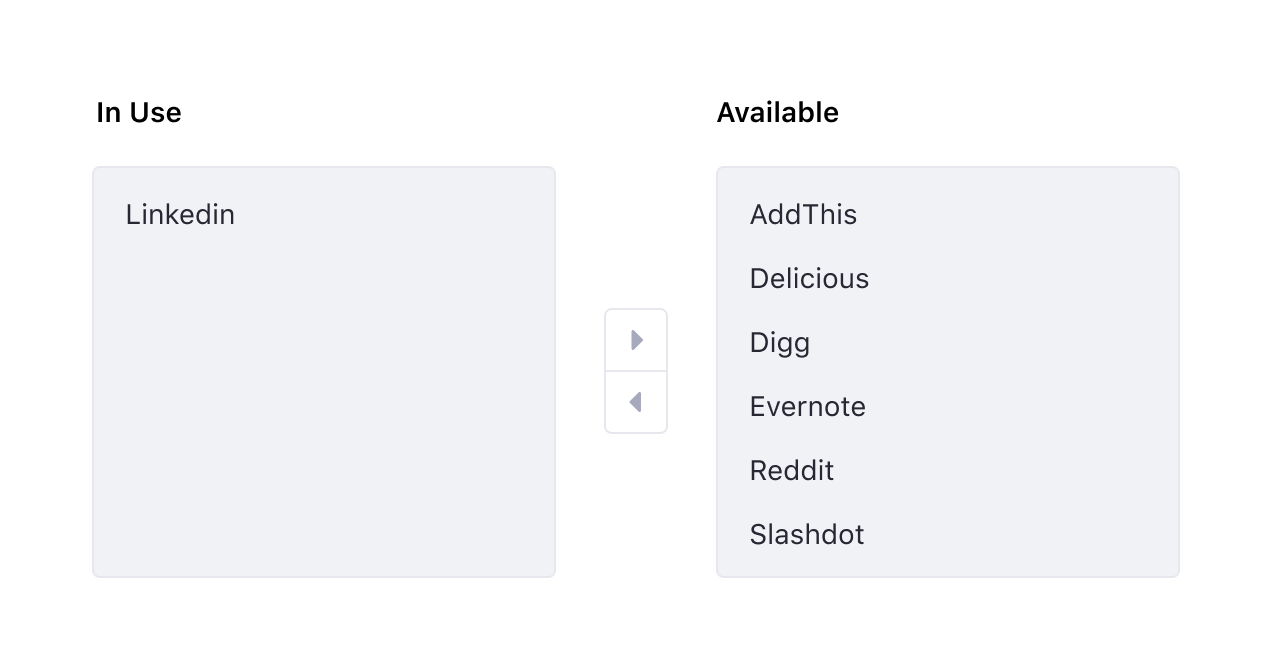 In Use
Linkedin
Available
AddThis
Delicious
Digg
Evernote
Reddit
Slashdot